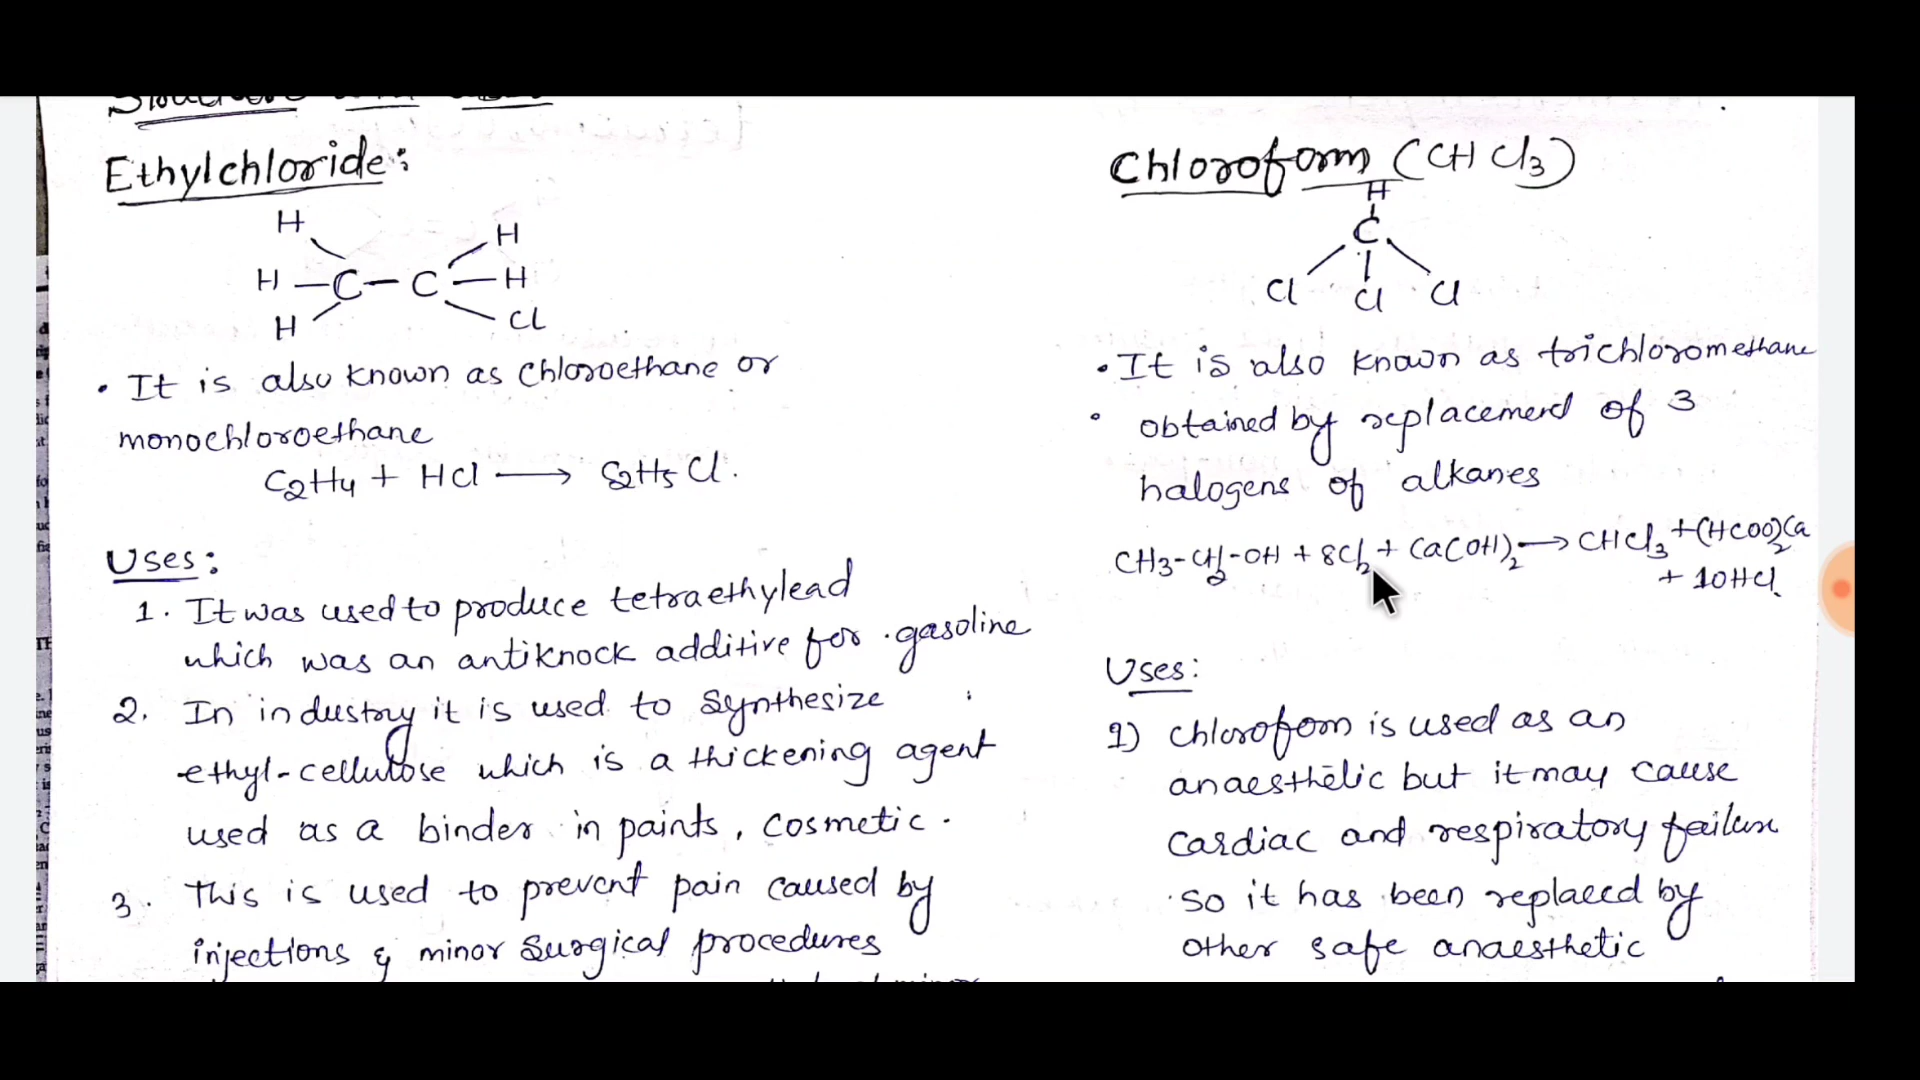 Structure and uses
Ethylchloride:
H
H
H — C — C — H
H
Cl
• It is also known as chloroethane or
monochloroethane
C2H4 + HCl ⟶ C2H5Cl.
Uses:
1. It was used to produce tetraethylead
which was an antiknock additive for gasoline
2. In industry it is used to synthesize
ethyl-cellulose which is a thickening agent
used as a binder in paints, cosmetic.
3. This is used to prevent pain caused by
injections & minor surgical procedures
Chloroform (CHCl3)
H
C
Cl Cl Cl
• It is also known as trichloromethane
• obtained by replacement of 3
halogens of alkanes
CH3-CH2-OH + 8Cl2 + Ca(OH)2 ⟶ CHCl3 + (HCOO)2Ca
+ 10HCl
Uses:
1) chloroform is used as an
anaesthetic but it may cause
cardiac and respiratory failure
so it has been replaced by
other safe anaesthetic